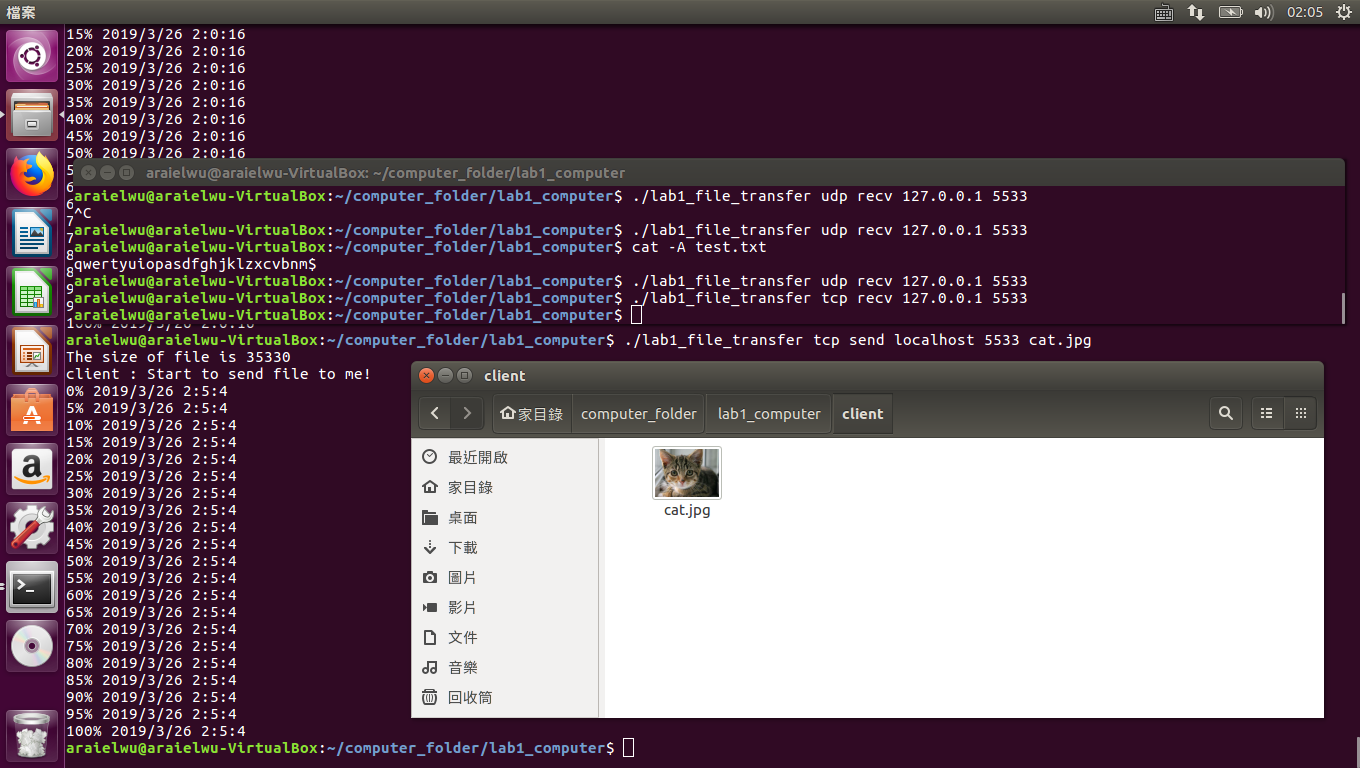 檔案
02:05
15% 2019/3/26 2:0:16
20% 2019/3/26 2:0:16
25% 2019/3/26 2:0:16
30% 2019/3/26 2:0:16
35% 2019/3/26 2:0:16
40% 2019/3/26 2:0:16
45% 2019/3/26 2:0:16
50% 2019/3/26 2:0:16
araielwu@araielwu-VirtualBox: ~/computer_folder/lab1_computer
araielwu@araielwu-VirtualBox:~/computer_folder/lab1_computer$ ./lab1_file_transfer udp recv 127.0.0.1 5533
^C
araielwu@araielwu-VirtualBox:~/computer_folder/lab1_computer$ ./lab1_file_transfer udp recv 127.0.0.1 5533
araielwu@araielwu-VirtualBox:~/computer_folder/lab1_computer$ cat -A test.txt
qwertyuiopasdfghjklzxcvbnm$
araielwu@araielwu-VirtualBox:~/computer_folder/lab1_computer$ ./lab1_file_transfer udp recv 127.0.0.1 5533
araielwu@araielwu-VirtualBox:~/computer_folder/lab1_computer$ ./lab1_file_transfer tcp recv 127.0.0.1 5533
araielwu@araielwu-VirtualBox:~/computer_folder/lab1_computer$
100% 2019/3/26 2:0:16
araielwu@araielwu-VirtualBox:~/computer_folder/lab1_computer$ ./lab1_file_transfer tcp send localhost 5533 cat.jpg
The size of file is 35330
client : Start to send file to me!
0% 2019/3/26 2:5:4
5% 2019/3/26 2:5:4
10% 2019/3/26 2:5:4
15% 2019/3/26 2:5:4
20% 2019/3/26 2:5:4
25% 2019/3/26 2:5:4
30% 2019/3/26 2:5:4
35% 2019/3/26 2:5:4
40% 2019/3/26 2:5:4
45% 2019/3/26 2:5:4
50% 2019/3/26 2:5:4
55% 2019/3/26 2:5:4
60% 2019/3/26 2:5:4
65% 2019/3/26 2:5:4
70% 2019/3/26 2:5:4
75% 2019/3/26 2:5:4
80% 2019/3/26 2:5:4
85% 2019/3/26 2:5:4
90% 2019/3/26 2:5:4
95% 2019/3/26 2:5:4
100% 2019/3/26 2:5:4
araielwu@araielwu-VirtualBox:~/computer_folder/lab1_computer$
client
家目錄 computer_folder lab1_computer client
最近開啟
家目錄
桌面
下載
圖片
影片
文件
音樂
回收筒
cat.jpg